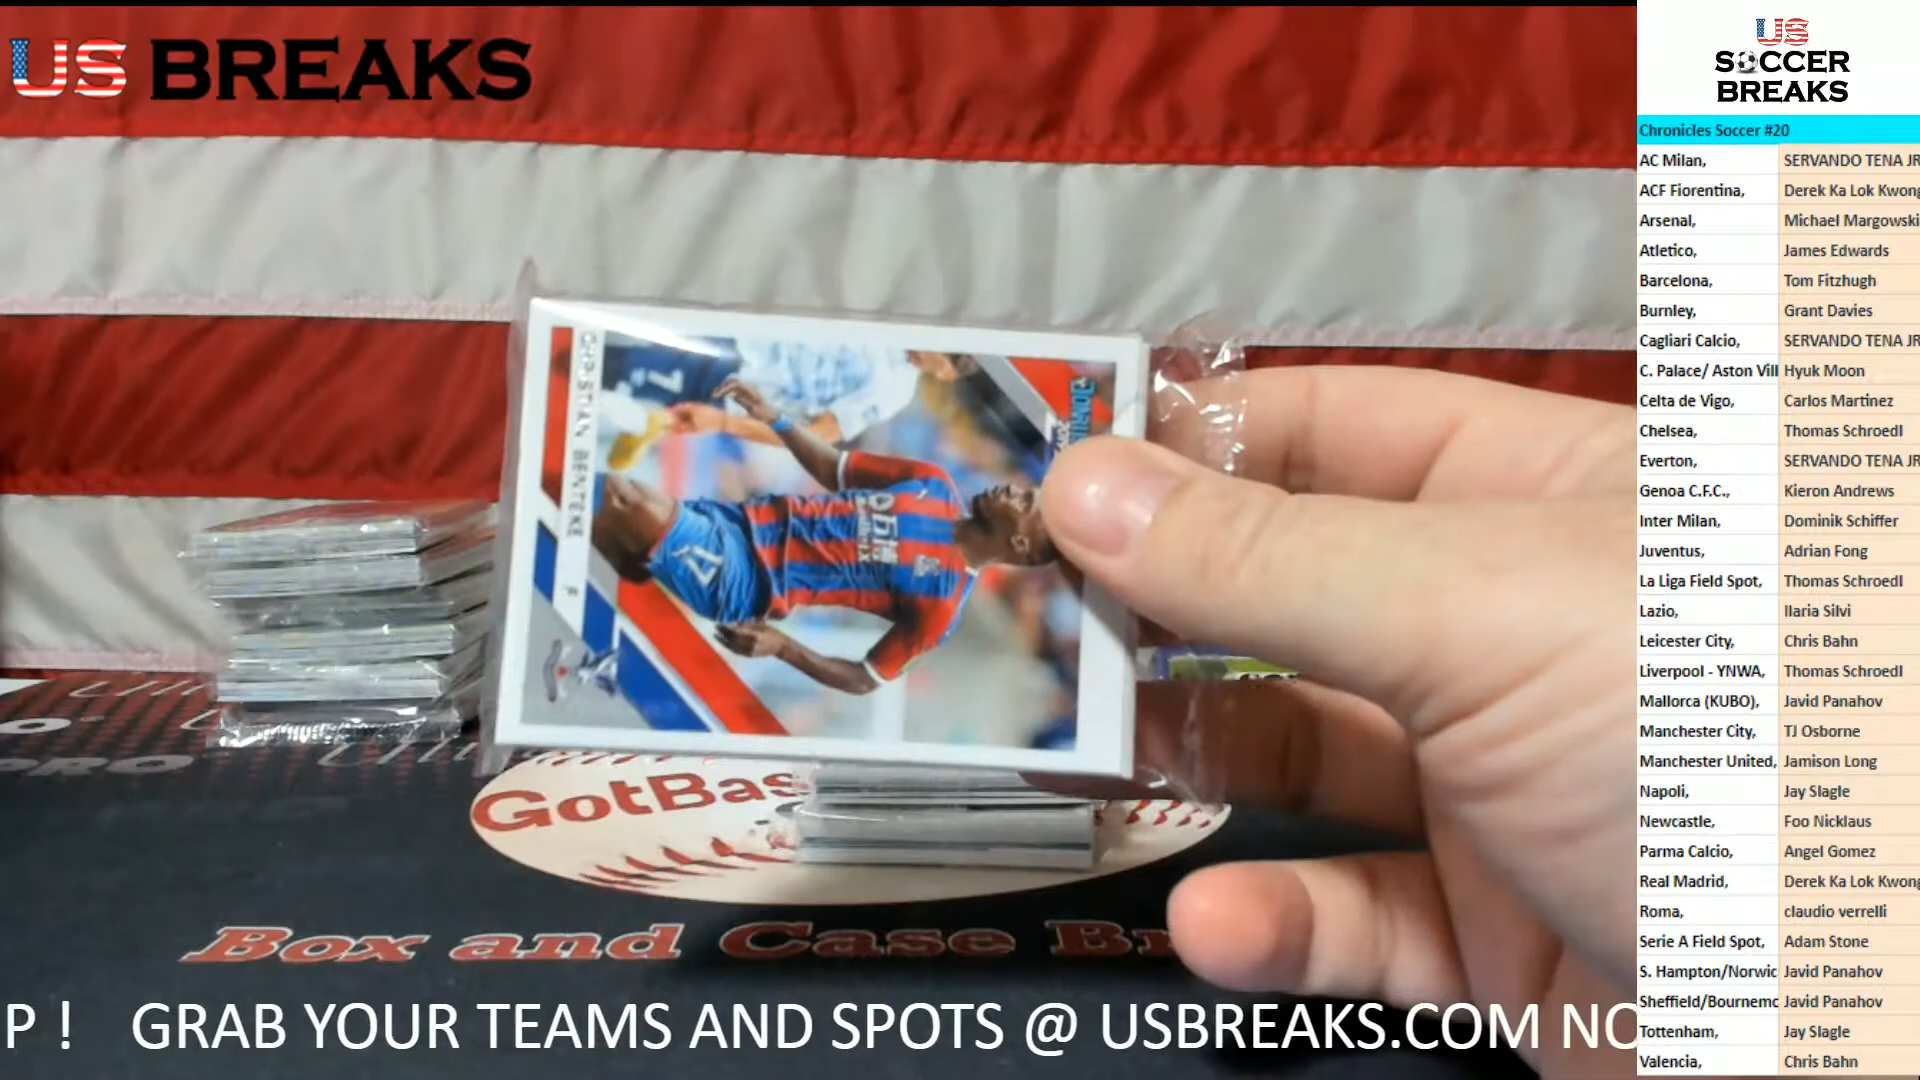 US BREAKS
US
SOCCER
BREAKS
Chronicles Soccer #20
AC Milan, SERVANDO TENA JR
ACF Fiorentina, Derek Ka Lok Kwong
Arsenal, Michael Margowski
Atletico, James Edwards
Barcelona, Tom Fitzhugh
Burnley, Grant Davies
Cagliari Calcio, SERVANDO TENA JR
C. Palace/ Aston Vill Hyuk Moon
Celta de Vigo, Carlos Martinez
Chelsea, Thomas Schroedl
Everton, SERVANDO TENA JR
Genoa C.F.C., Kieron Andrews
Inter Milan, Dominik Schiffer
Juventus, Adrian Fong
La Liga Field Spot, Thomas Schroedl
Lazio, Ilaria Silvi
Leicester City, Chris Bahn
Liverpool - YNWA, Thomas Schroedl
Mallorca (KUBO), Javid Panahov
Manchester City, TJ Osborne
Manchester United, Jamison Long
Napoli, Jay Slagle
Newcastle, Foo Nicklaus
Parma Calcio, Angel Gomez
Real Madrid, Derek Ka Lok Kwong
Roma, claudio verrelli
Serie A Field Spot, Adam Stone
S. Hampton/Norwic Javid Panahov
Sheffield/Bournemo Javid Panahov
Tottenham, Jay Slagle
Valencia, Chris Bahn
CHRISTIAN BENTEKE F
7
17
GotBas
Box and Case Br
P ! GRAB YOUR TEAMS AND SPOTS @ USBREAKS.COM NO